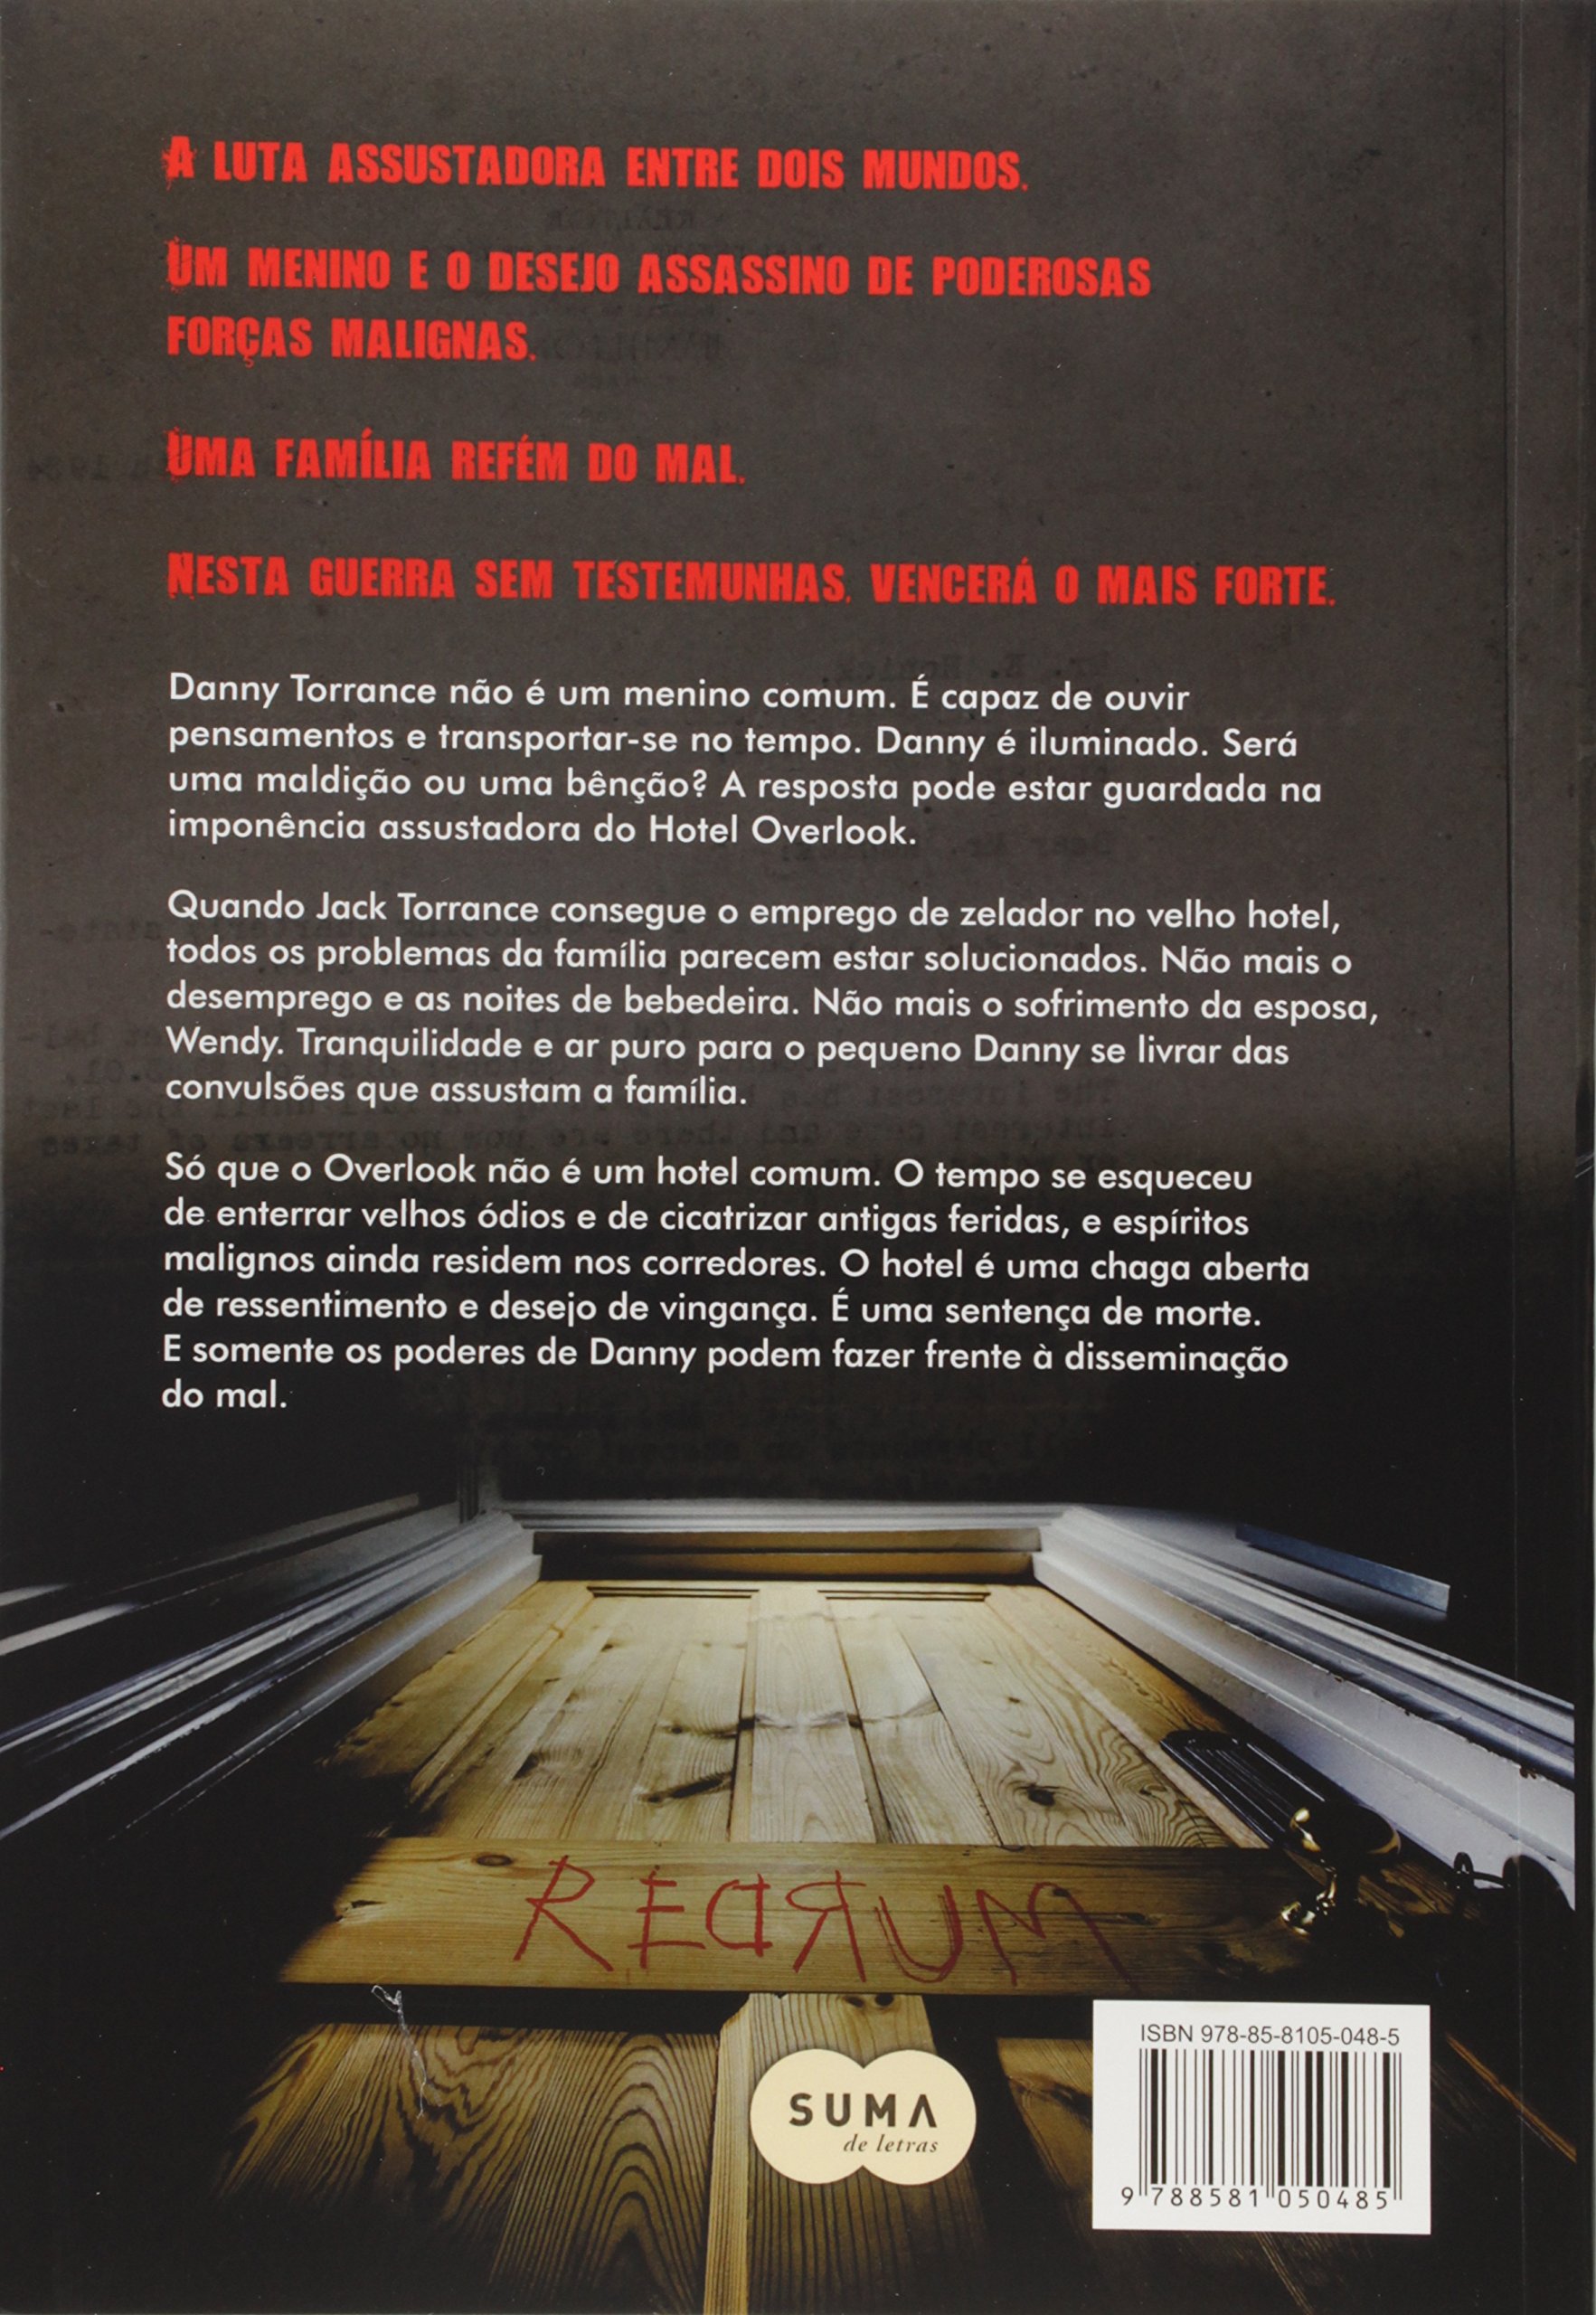 A LUTA ASSUSTADORA ENTRE DOIS MUNDOS.
UM MENINO E O DESEJO ASSASSINO DE PODEROSAS
FORÇAS MALIGNAS.
UMA FAMÍLIA REFÉM DO MAL.
NESTA GUERRA SEM TESTEMUNHAS, VENCERÁ O MAIS FORTE.
Danny Torrance não é um menino comum. É capaz de ouvir
pensamentos e transportar-se no tempo. Danny é iluminado. Será
uma maldição ou uma bênção? A resposta pode estar guardada na
imponência assustadora do Hotel Overlook.
Quando Jack Torrance consegue o emprego de zelador no velho hotel,
todos os problemas da família parecem estar solucionados. Não mais o
desemprego e as noites de bebedeira. Não mais o sofrimento da esposa,
Wendy. Tranquilidade e ar puro para o pequeno Danny se livrar das
convulsões que assustam a família.
Só que o Overlook não é um hotel comum. O tempo se esqueceu
de enterrar velhos ódios e de cicatrizar antigas feridas, e espíritos
malignos ainda residem nos corredores. O hotel é uma chaga aberta
de ressentimento e desejo de vingança. É uma sentença de morte.
E somente os poderes de Danny podem fazer frente à disseminação
do mal.
REDRUM
ISBN 978-85-8105-048-5
SUMA
de letras
9 788581 050485